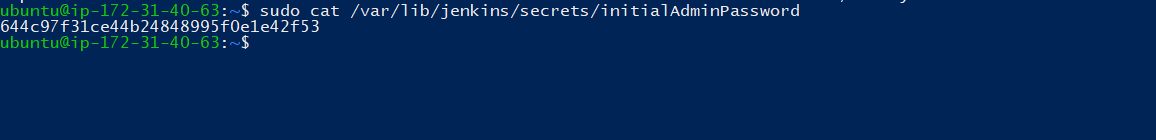 ubuntu@ip-172-31-40-63:~$ sudo cat /var/lib/jenkins/secrets/initialAdminPassword
644c97f31ce44b24848995f0e1e42f53
ubuntu@ip-172-31-40-63:~$